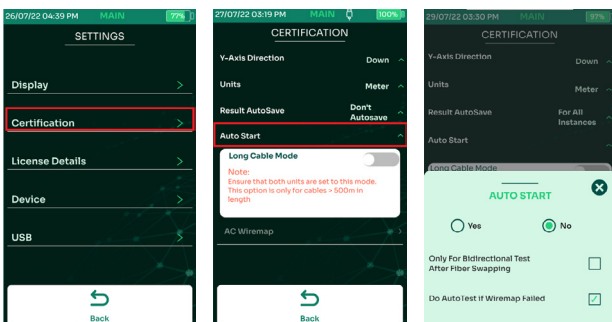 26/07/22 04:39 PM MAIN 77%
SETTINGS
Display
Certification
License Details
Device
USB
Back
27/07/22 03:19 PM MAIN 100%
CERTIFICATION
Y-Axis Direction Down
Units Meter
Result AutoSave Don't
Autosave
Auto Start
Long Cable Mode
Note:
Ensure that both units are set to this mode.
This option is only for cables > 500m in
length
AC Wiremap
Back
29/07/22 03:30 PM MAIN 97%
CERTIFICATION
Y-Axis Direction Down
Units Meter
Result AutoSave For All
Instances
Auto Start
Long Cable Mode
AUTO START
Yes No
Only For Bidirectional Test
After Fiber Swapping
Do AutoTest if Wiremap Failed